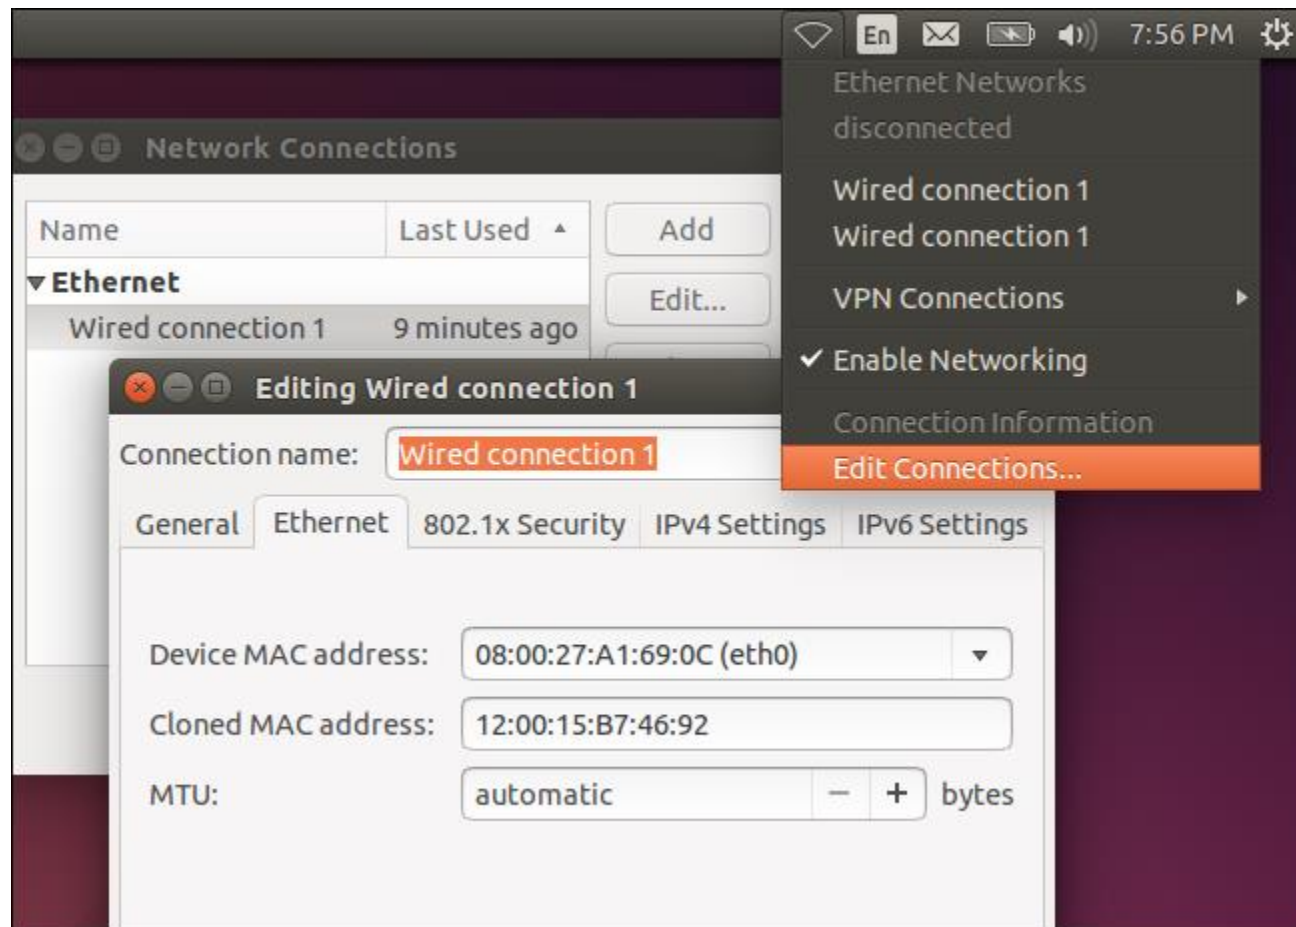 En 7:56 PM
Ethernet Networks
disconnected
Wired connection 1
Wired connection 1
VPN Connections
Enable Networking
Connection Information
Edit Connections...
Network Connections
Name Last Used
Add
Ethernet
Edit...
Wired connection 1 9 minutes ago
Editing Wired connection 1
Connection name: Wired connection 1
General Ethernet 802.1x Security IPv4 Settings IPv6 Settings
Device MAC address: 08:00:27:A1:69:0C (eth0)
Cloned MAC address: 12:00:15:B7:46:92
MTU: automatic − + bytes